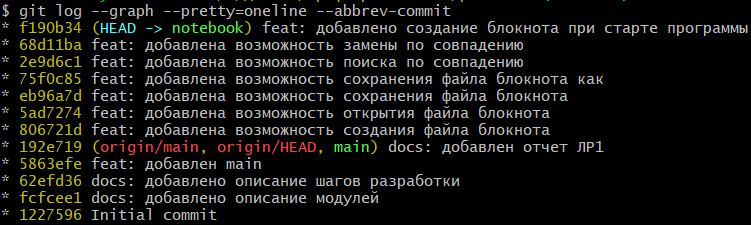 $ git log --graph --pretty=oneline --abbrev-commit
* f190b34 (HEAD -> notebook) feat: добавлено создание блокнота при старте программы
* 68d11ba feat: добавлена возможность замены по совпадению
* 2e9d6c1 feat: добавлена возможность поиска по совпадению
* 75f0c85 feat: добавлена возможность сохранения файла блокнота как
* eb96a7d feat: добавлена возможность сохранения файла блокнота
* 5ad7274 feat: добавлена возможность открытия файла блокнота
* 806721d feat: добавлена возможность создания файла блокнота
* 192e719 (origin/main, origin/HEAD, main) docs: добавлен отчет ЛР1
* 5863efe feat: добавлен main
* 62efd36 docs: добавлено описание шагов разработки
* fcfcee1 docs: добавлено описание модулей
* 1227596 Initial commit